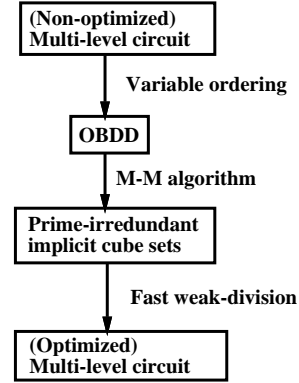 (Non-optimized)
Multi-level circuit
Variable ordering
OBDD
M-M algorithm
Prime-irredundant
implicit cube sets
Fast weak-division
(Optimized)
Multi-level circuit